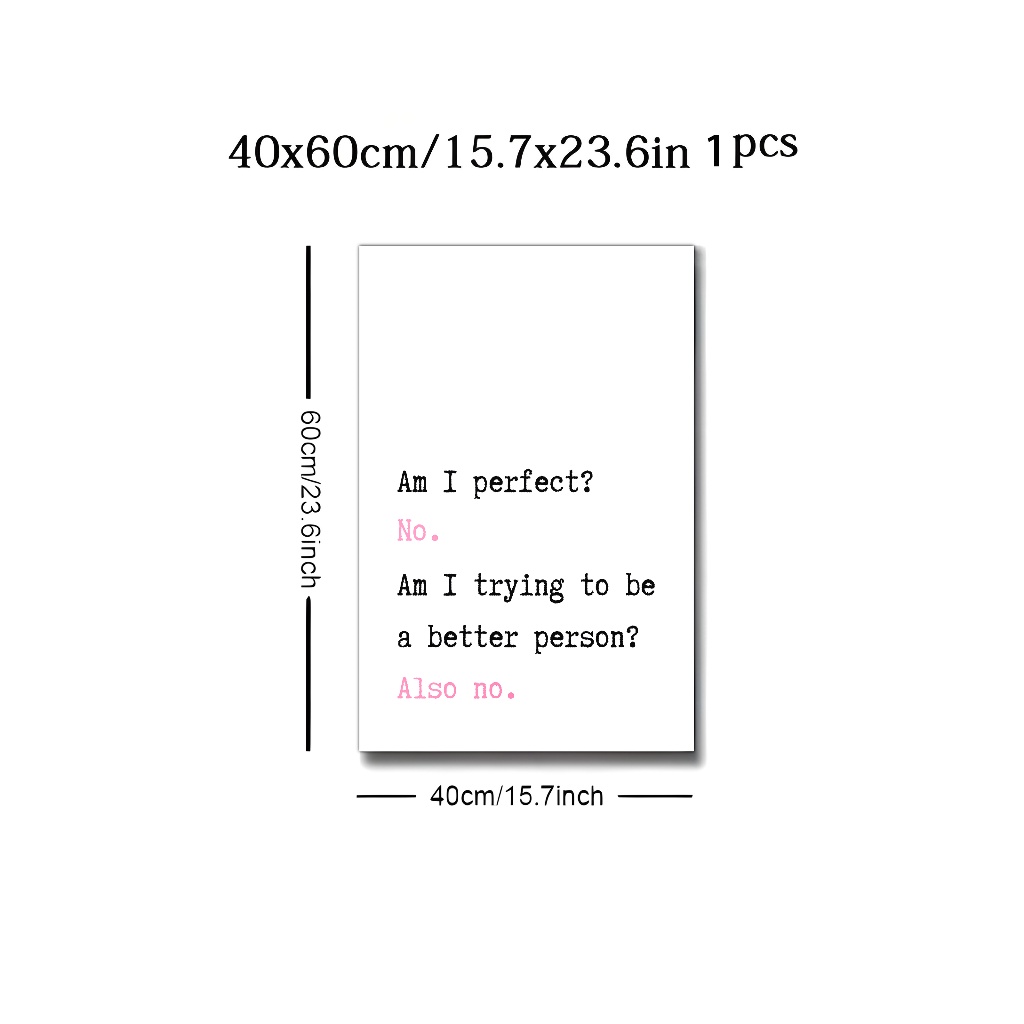 40x60cm/15.7x23.6in 1pcs
60cm/23.6inch
Am I perfect?
No.
Am I trying to be
a better person?
Also no.
40cm/15.7inch